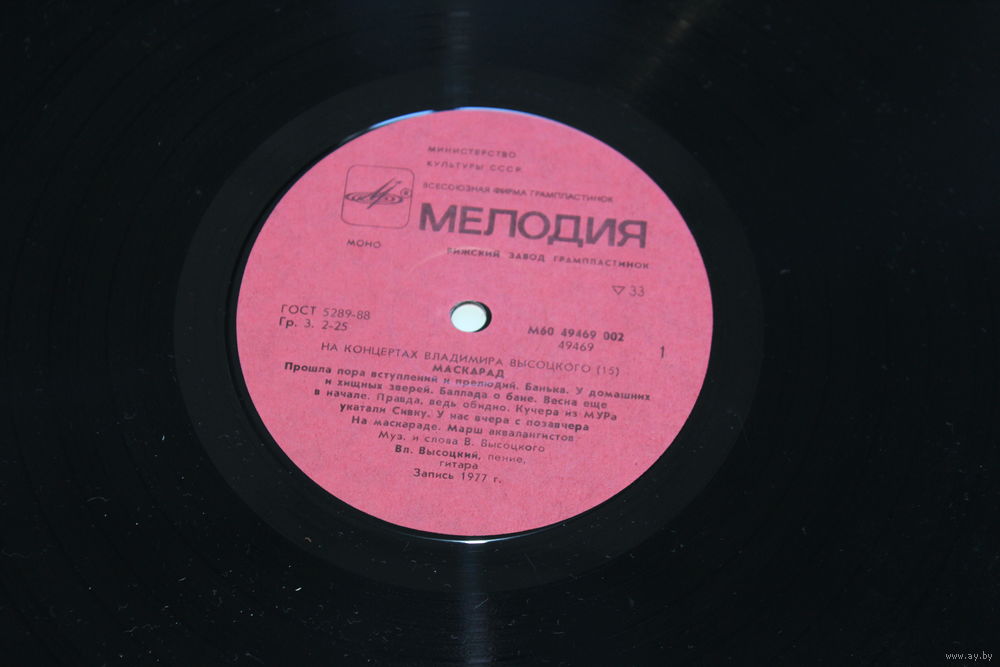 МИНИСТЕРСТВО
КУЛЬТУРЫ СССР
ВСЕСОЮЗНАЯ ФИРМА ГРАМПЛАСТИНОК
МЕЛОДИЯ
®
МОНО
РИЖСКИЙ ЗАВОД ГРАМПЛАСТИНОК
▽ 33
ГОСТ 5289-88
Гр. 3. 2-25
М60 49469 002
49469
1
НА КОНЦЕРТАХ ВЛАДИМИРА ВЫСОЦКОГО (15)
МАСКАРАД
Прошла пора вступлений и прелюдий. Банька. У домашних
и хищных зверей. Баллада о бане. Весна еще
в начале. Правда, ведь обидно. Кучера из МУРа
укатали Сивку. У нас вчера с позавчера
На маскараде. Марш аквалангистов
Муз. и слова В. Высоцкого
Вл. Высоцкий, пение,
гитара
Запись 1977 г.
www.ay.by